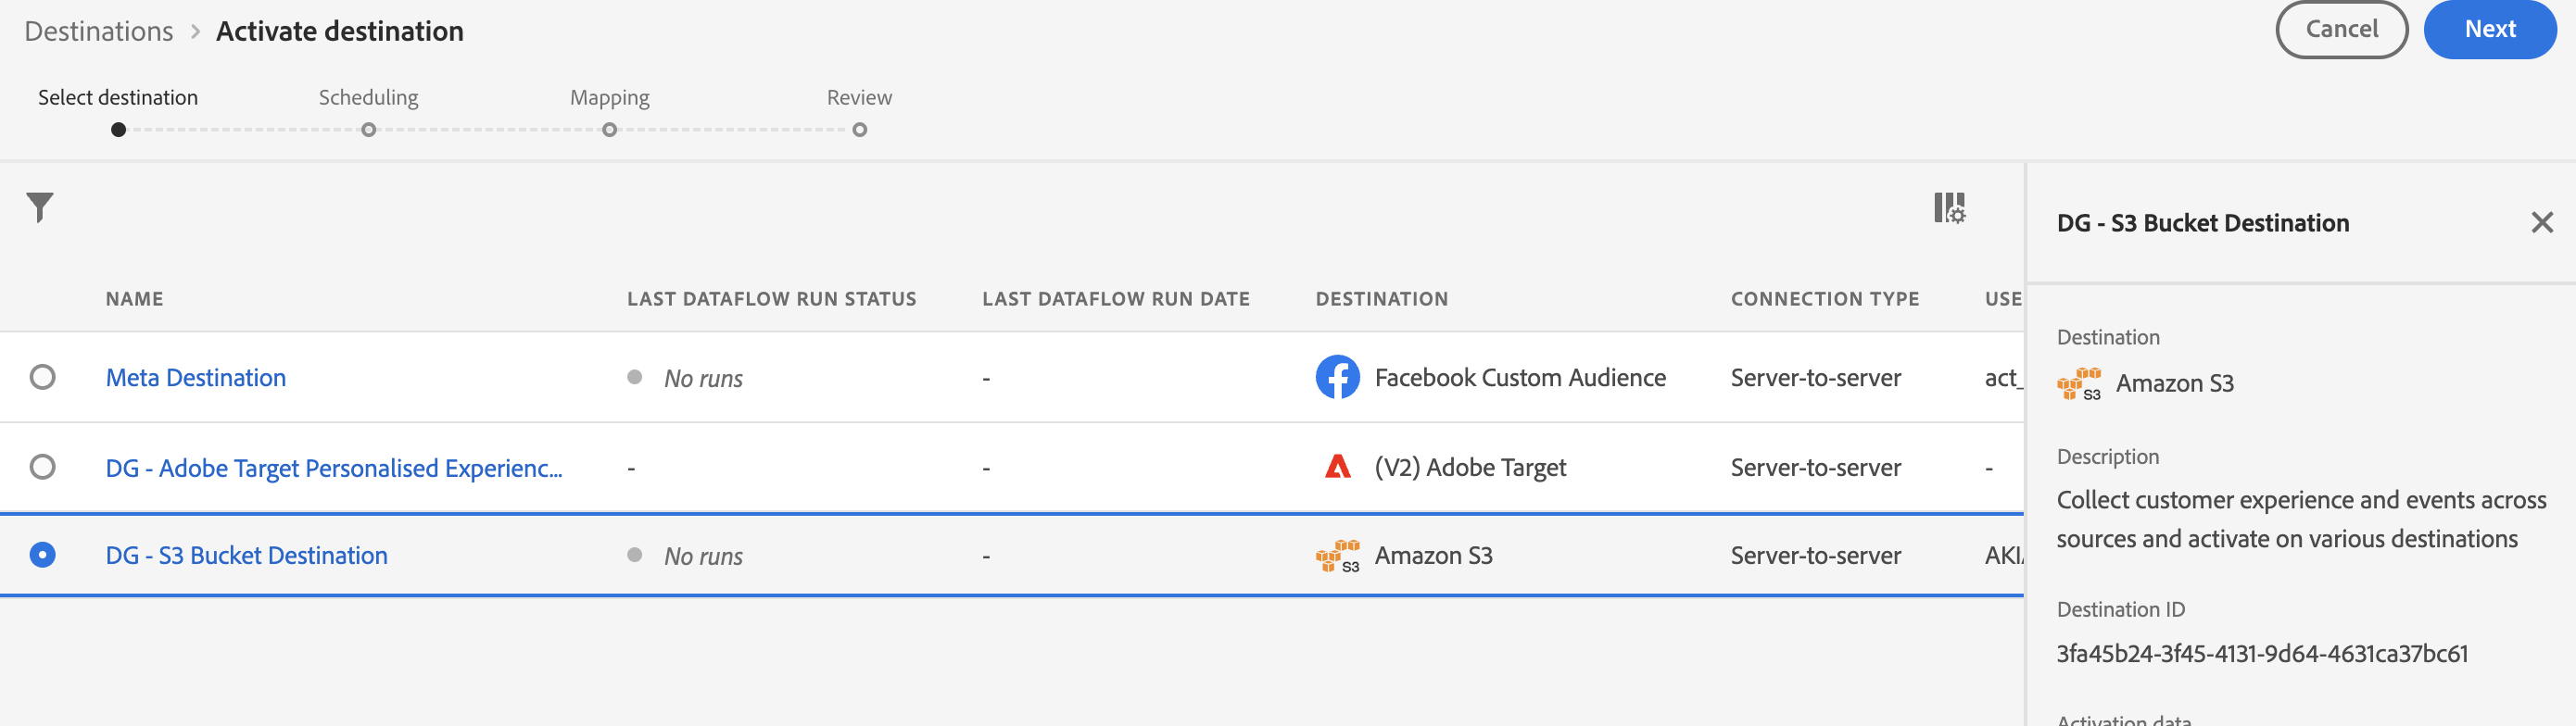 Destinations > Activate destination
Cancel
Next
Select destination
Scheduling
Mapping
Review
DG - S3 Bucket Destination
NAME
LAST DATAFLOW RUN STATUS
LAST DATAFLOW RUN DATE
DESTINATION
CONNECTION TYPE
USE
Meta Destination
No runs
-
Facebook Custom Audience
Server-to-server
act_
DG - Adobe Target Personalised Experienc...
-
-
(V2) Adobe Target
Server-to-server
-
DG - S3 Bucket Destination
No runs
-
S3
Amazon S3
Server-to-server
AKI
Destination
S3
Amazon S3
Description
Collect customer experience and events across
sources and activate on various destinations
Destination ID
3fa45b24-3f45-4131-9d64-4631ca37bc61
Activation data